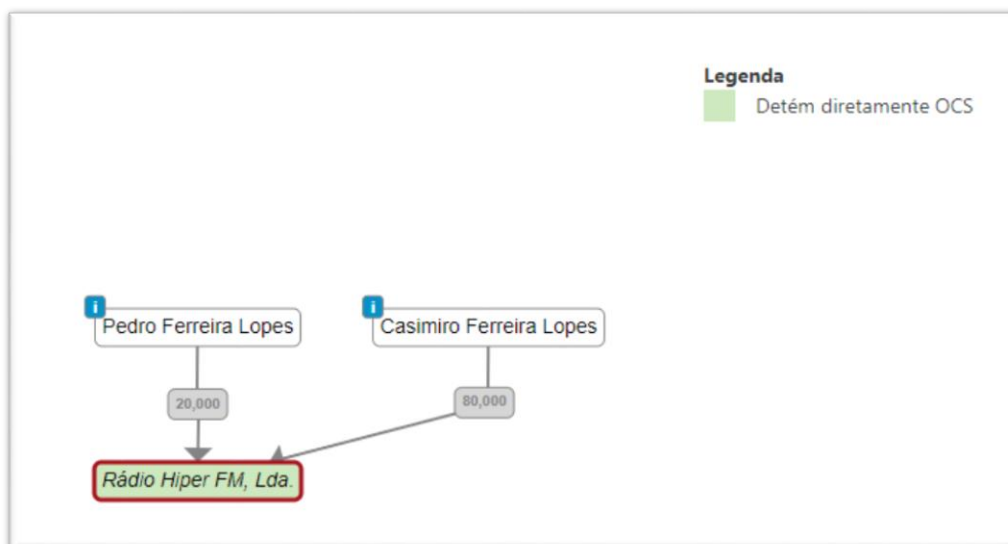 Legenda
Detém diretamente OCS
i
i
Pedro Ferreira Lopes
Casimiro Ferreira Lopes
20,000
80,000
Rádio Hiper FM, Lda.